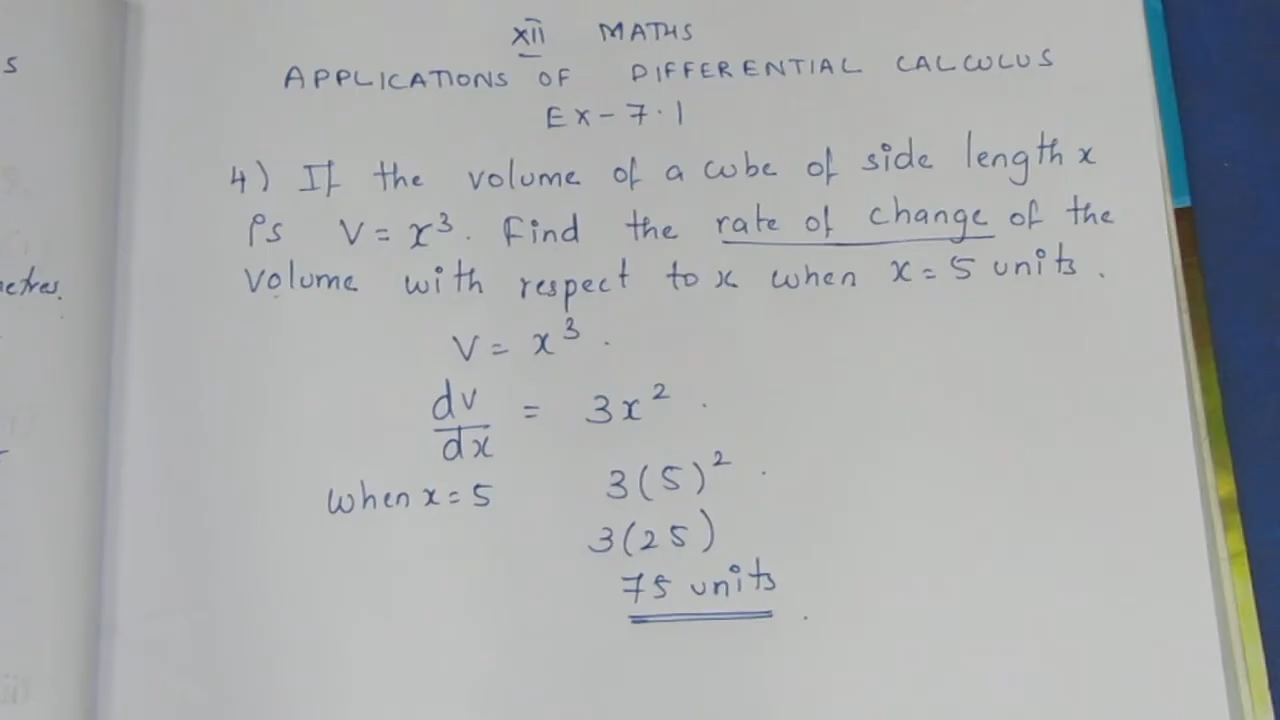 XII MATHS
APPLICATIONS OF DIFFERENTIAL CALCULUS
EX-7.1
4) If the volume of a cube of side length x
is V = x³. Find the rate of change of the
volume with respect to x when x = 5 units.
V = x³.
dv/dx = 3x².
when x = 5 3(5)².
3(25)
75 units